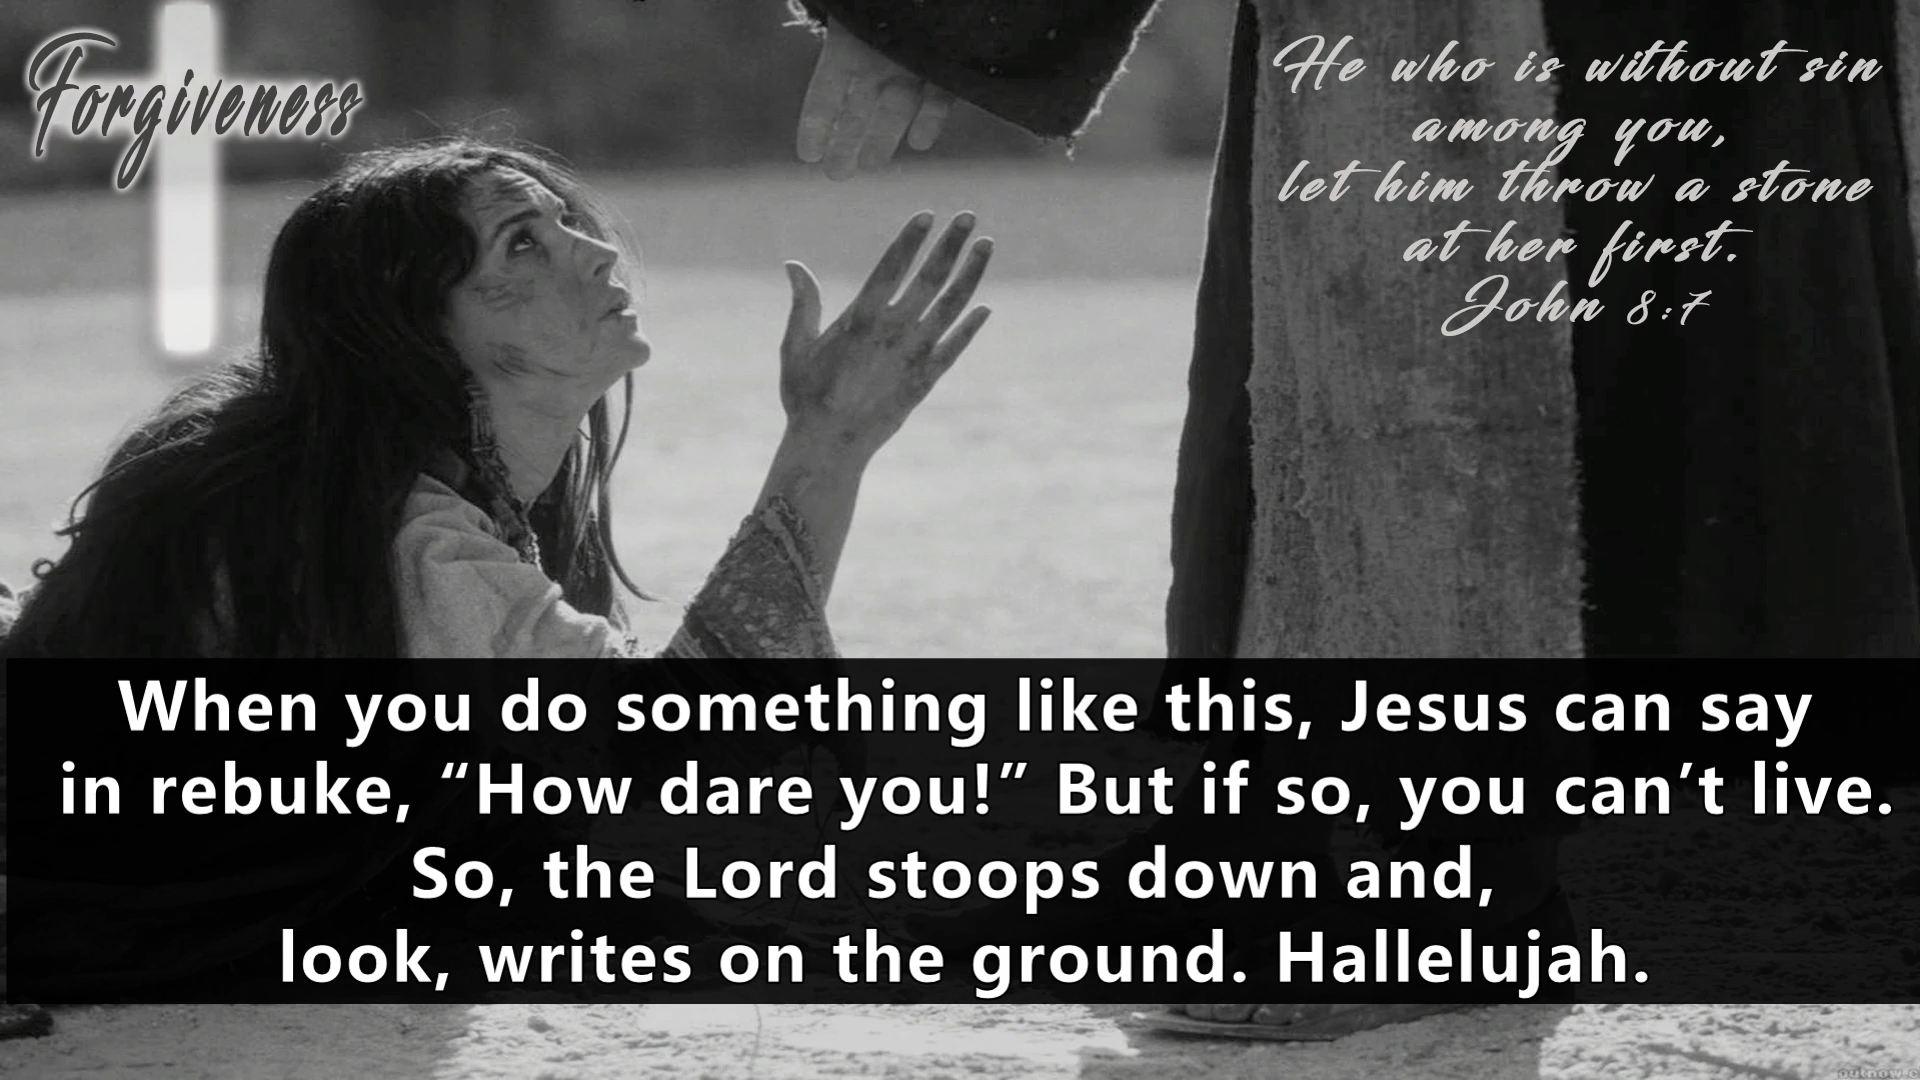 Forgiveness
He who is without sin
among you,
let him throw a stone
at her first.
John 8:7
When you do something like this, Jesus can say
in rebuke, “How dare you!” But if so, you can’t live.
So, the Lord stoops down and,
look, writes on the ground. Hallelujah.